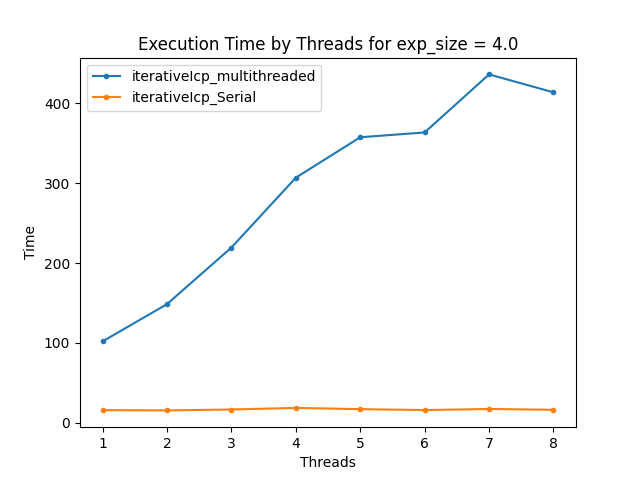 Execution Time by Threads for exp_size = 4.0
iterativeIcp_multithreaded
iterativeIcp_Serial
400
300
200
100
0
Time
1 2 3 4 5 6 7 8
Threads